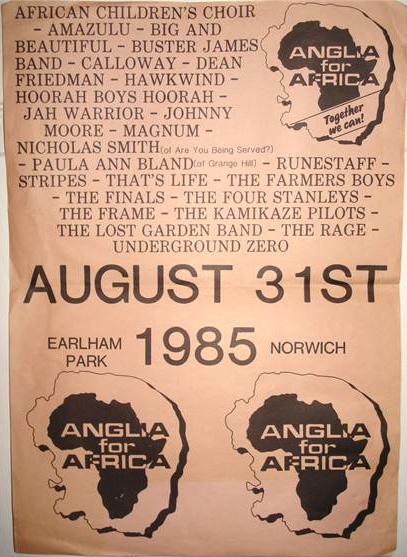 AFRICAN CHILDREN'S CHOIR
- AMAZULU - BIG AND
BEAUTIFUL - BUSTER JAMES
BAND - CALLOWAY - DEAN
FRIEDMAN - HAWKWIND -
HOORAH BOYS HOORAH -
JAH WARRIOR - JOHNNY
MOORE - MAGNUM -
NICHOLAS SMITH(of Are You Being Served?)
- PAULA ANN BLAND(of Grange Hill) - RUNESTAFF -
STRIPES - THAT'S LIFE - THE FARMERS BOYS
- THE FINALS - THE FOUR STANLEYS -
THE FRAME - THE KAMIKAZE PILOTS -
THE LOST GARDEN BAND - THE RAGE -
UNDERGROUND ZERO
ANGLIA
for
AFRICA
Together
we can!
AUGUST 31ST
EARLHAM
PARK
1985
NORWICH
ANGLIA
for
AFRICA
ANGLIA
for
AFRICA